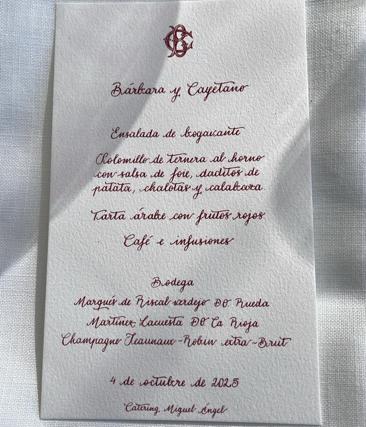 CB
Bárbara y Cayetano
Ensalada de bogavante
Solomillo de ternera al horno
con salsa de foie, daditos de
patata, chalotas y calabaza
Tarta árabe con frutos rojos
Café e infusiones
Bodega
Marqués de Riscal verdejo DO Rueda
Martínez Lacuesta DO La Rioja
Champagne Jeaunaux-Robin extra-Brut
4 de octubre de 2025
Catering Miguel Ángel